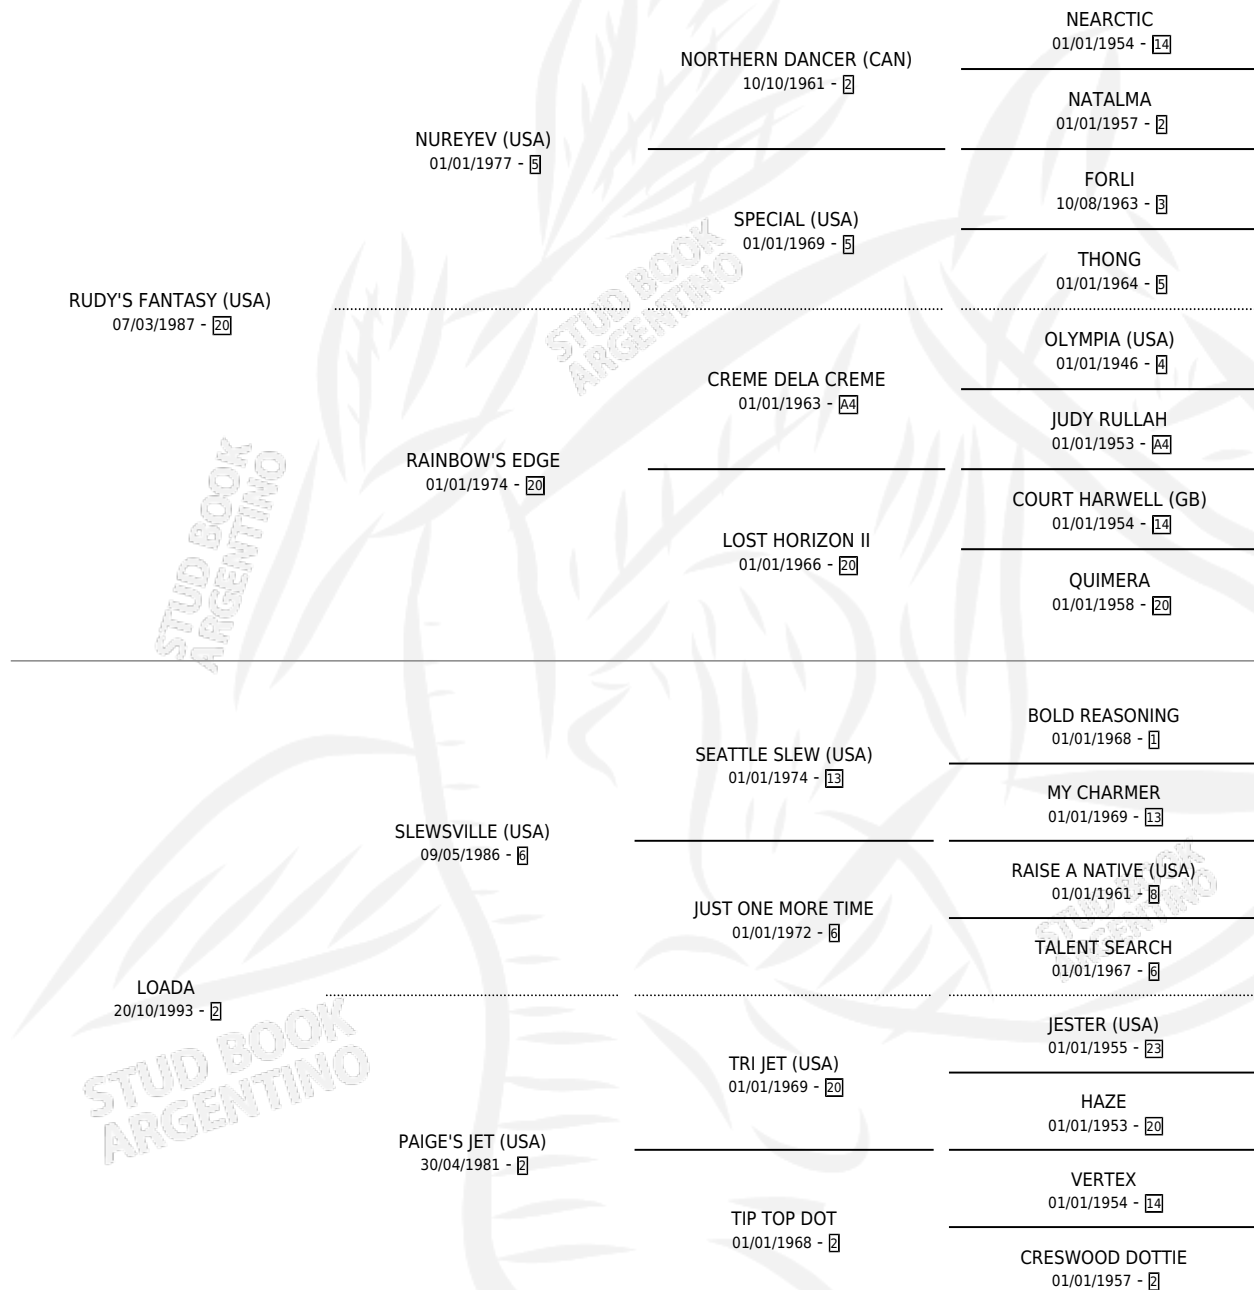 NEARCTIC
01/01/1954 - 14
NORTHERN DANCER (CAN)
10/10/1961 - 2
NATALMA
01/01/1957 - 2
NUREYEV (USA)
01/01/1977 - 5
FORLI
10/08/1963 - 3
SPECIAL (USA)
01/01/1969 - 5
THONG
01/01/1964 - 5
RUDY'S FANTASY (USA)
07/03/1987 - 20
OLYMPIA (USA)
01/01/1946 - 4
CREME DELA CREME
01/01/1963 - A4
JUDY RULLAH
01/01/1953 - A4
RAINBOW'S EDGE
01/01/1974 - 20
COURT HARWELL (GB)
01/01/1954 - 14
LOST HORIZON II
01/01/1966 - 20
QUIMERA
01/01/1958 - 20
STUD BOOK
ARGENTINO
STUD BOOK
ARGENTINO
BOLD REASONING
01/01/1968 - 1
SEATTLE SLEW (USA)
01/01/1974 - 13
MY CHARMER
01/01/1969 - 13
SLEWSVILLE (USA)
09/05/1986 - 6
RAISE A NATIVE (USA)
01/01/1961 - 8
JUST ONE MORE TIME
01/01/1972 - 6
TALENT SEARCH
01/01/1967 - 6
STUD BOOK
ARGENTINO
LOADA
20/10/1993 - 2
JESTER (USA)
01/01/1955 - 23
TRI JET (USA)
01/01/1969 - 20
HAZE
01/01/1953 - 20
PAIGE'S JET (USA)
30/04/1981 - 2
VERTEX
01/01/1954 - 14
TIP TOP DOT
01/01/1968 - 2
CRESWOOD DOTTIE
01/01/1957 - 2
STUD BOOK
ARGENTINO